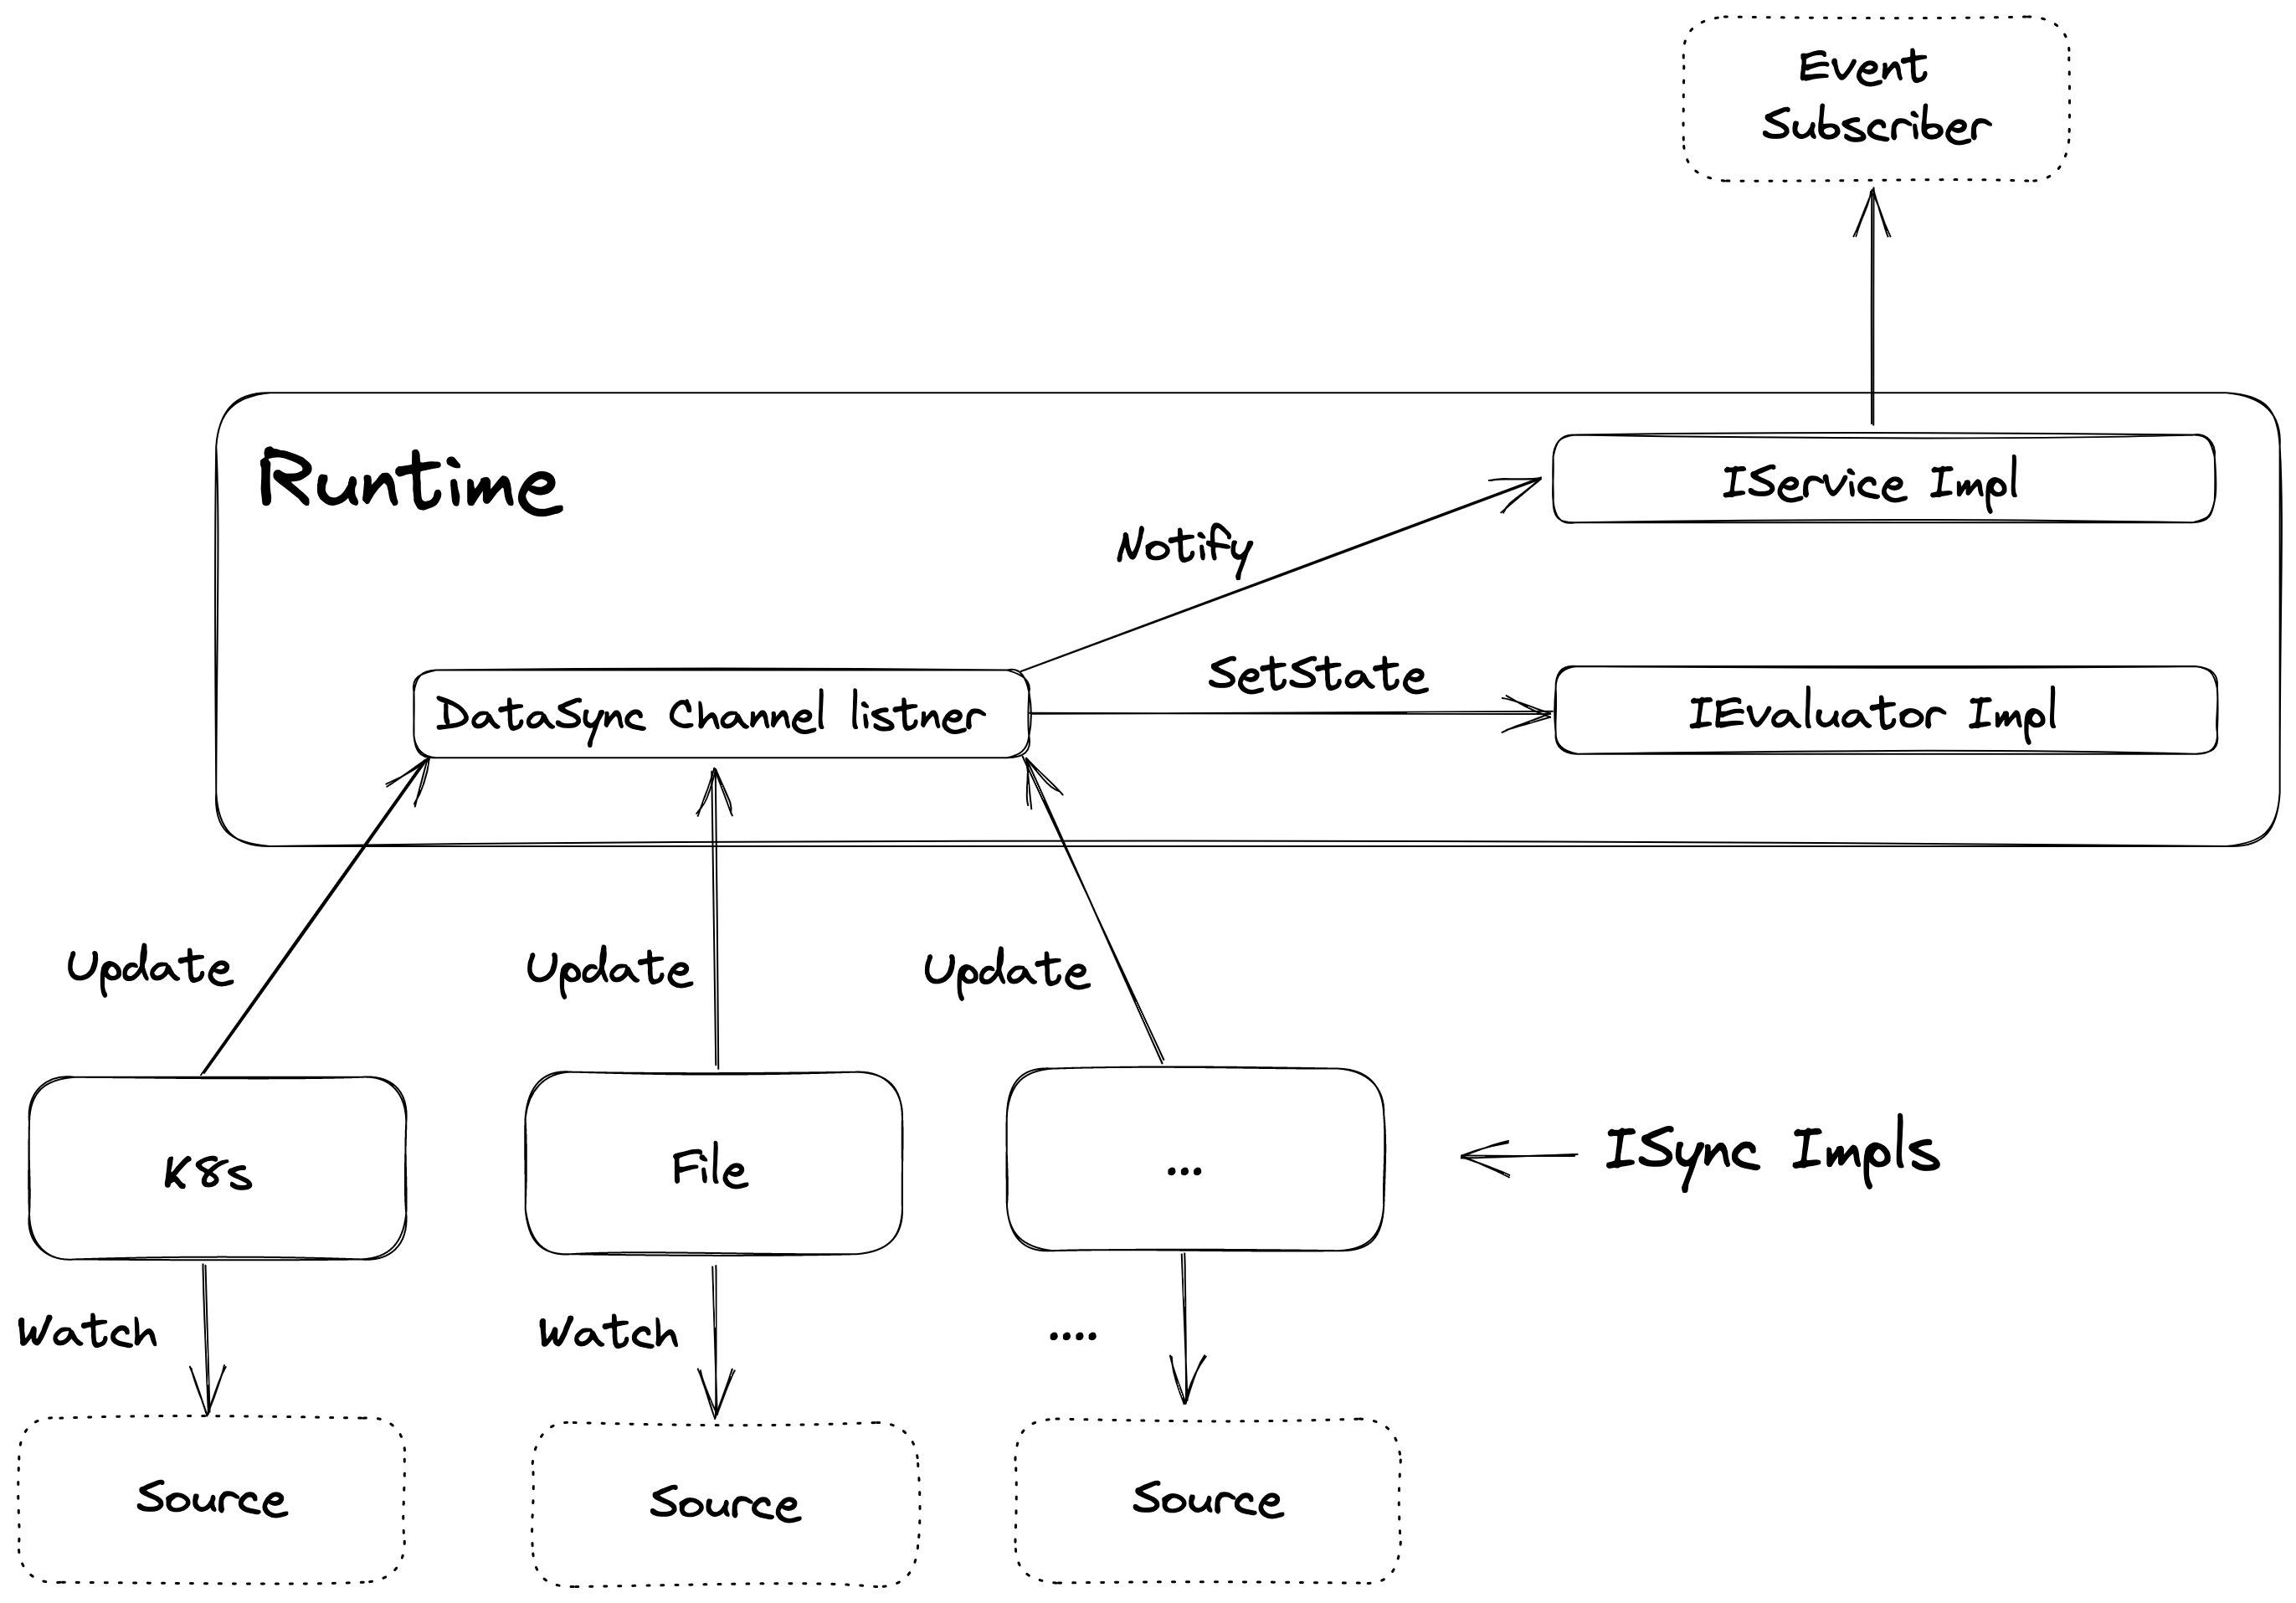 Event
Subscriber
Runtime
IService Impl
Notify
SetState
DataSync Channel listner
IEvaluator Impl
Update
Update
Update
K8s
File
...
ISync Impls
Watch
Watch
....
Source
Source
Source